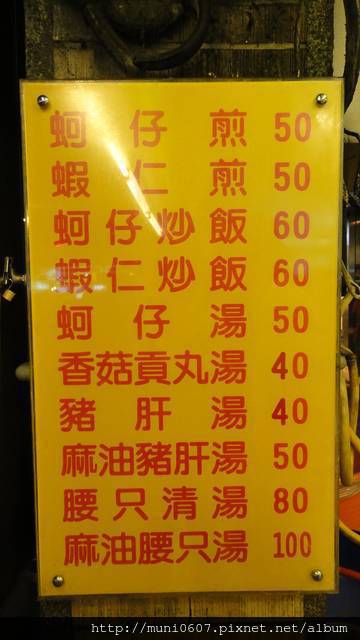 蚵仔煎 50
蝦仁煎 50
蚵仔炒飯 60
蝦仁炒飯 60
蚵仔湯 50
香菇貢丸湯 40
豬肝湯 40
麻油豬肝湯 50
腰只清湯 80
麻油腰只湯 100
http://muni0607.pixnet.net/album